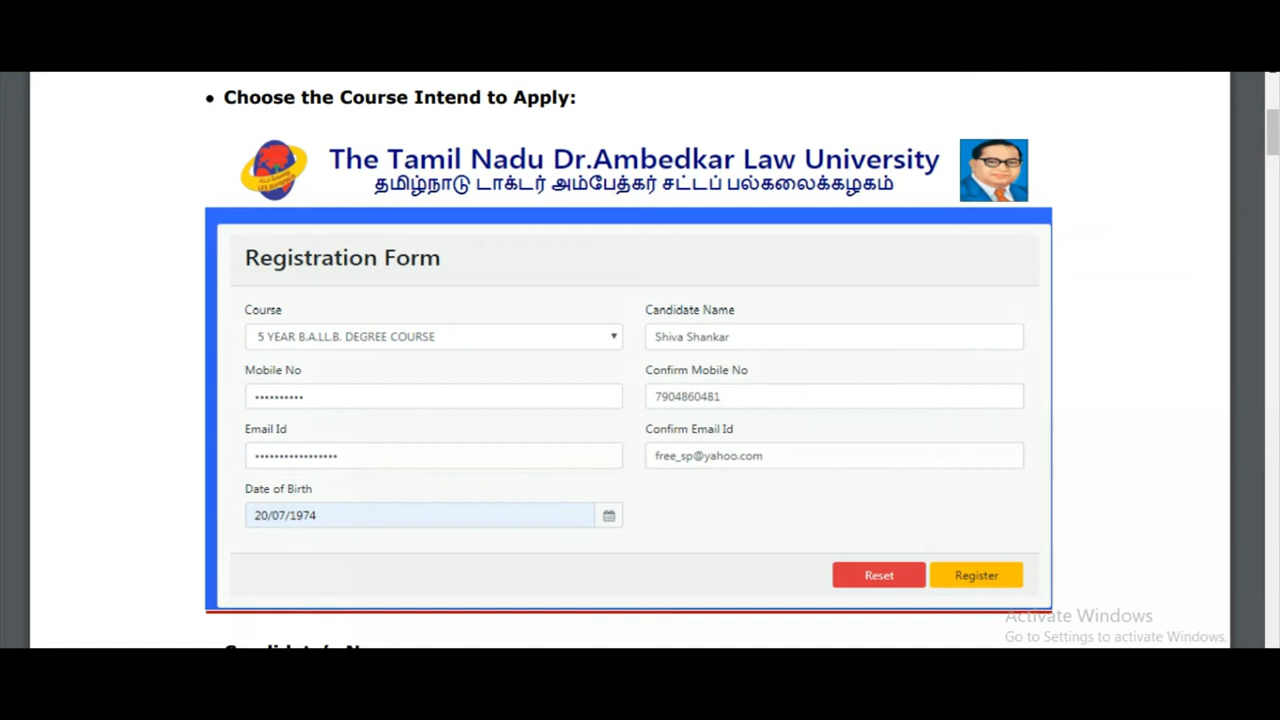 • Choose the Course Intend to Apply:
The Tamil Nadu Dr.Ambedkar Law University
தமிழ்நாடு டாக்டர் அம்பேத்கர் சட்டப் பல்கலைக்கழகம்
Registration Form
Course
Candidate Name
5 YEAR B.A.LL.B. DEGREE COURSE
Shiva Shankar
Mobile No
Confirm Mobile No
••••••••••
7904860481
Email Id
Confirm Email Id
•••••••••••••••••
free_sp@yahoo.com
Date of Birth
20/07/1974
Reset
Register
Activate Windows
Go to Settings to activate Windows.